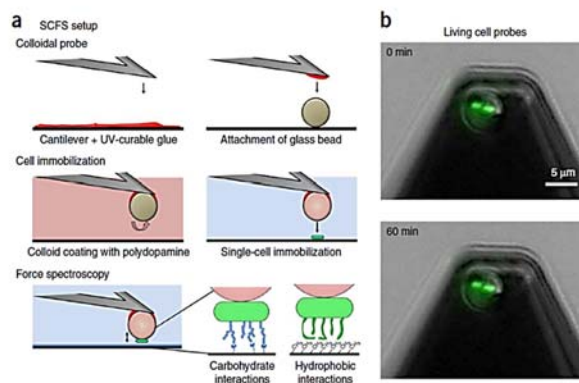 a
SCFS setup
Colloidal probe
Cantilever + UV-curable glue
Attachment of glass bead
Cell immobilization
Colloid coating with polydopamine
Single-cell immobilization
Force spectroscopy
Carbohydrate
interactions
Hydrophobic
interactions
b
Living cell probes
0 min
5 μm
60 min